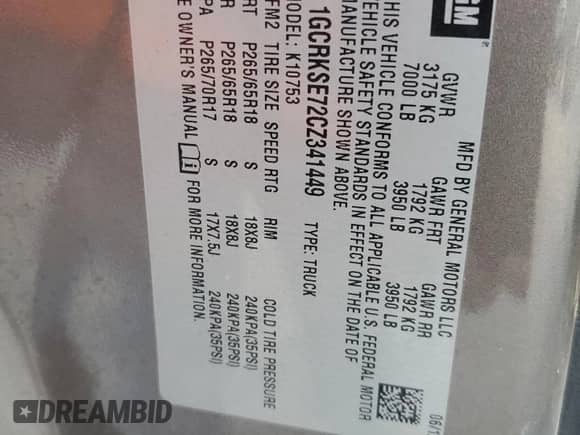 GM
MFD BY GENERAL MOTORS LLC
06/1
GVWR GAWR FRT GAWR RR
3175 KG 1792 KG 1792 KG
7000 LB 3950 LB 3950 LB
THIS VEHICLE CONFORMS TO ALL APPLICABLE U.S. FEDERAL MOTOR
VEHICLE SAFETY STANDARDS IN EFFECT ON THE DATE OF
MANUFACTURE SHOWN ABOVE.
1GCRKSE72CZ341449 TYPE: TRUCK
MODEL: K10753
FM2 TIRE SIZE SPEED RTG RIM COLD TIRE PRESSURE
RT P265/65R18 S 18X8J 240KPA(35PSI)
P265/65R18 S 18X8J 240KPA(35PSI)
PA P265/70R17 S 17X7.5J 240KPA(35PSI)
E OWNER'S MANUAL FOR MORE INFORMATION.
DREAMBID